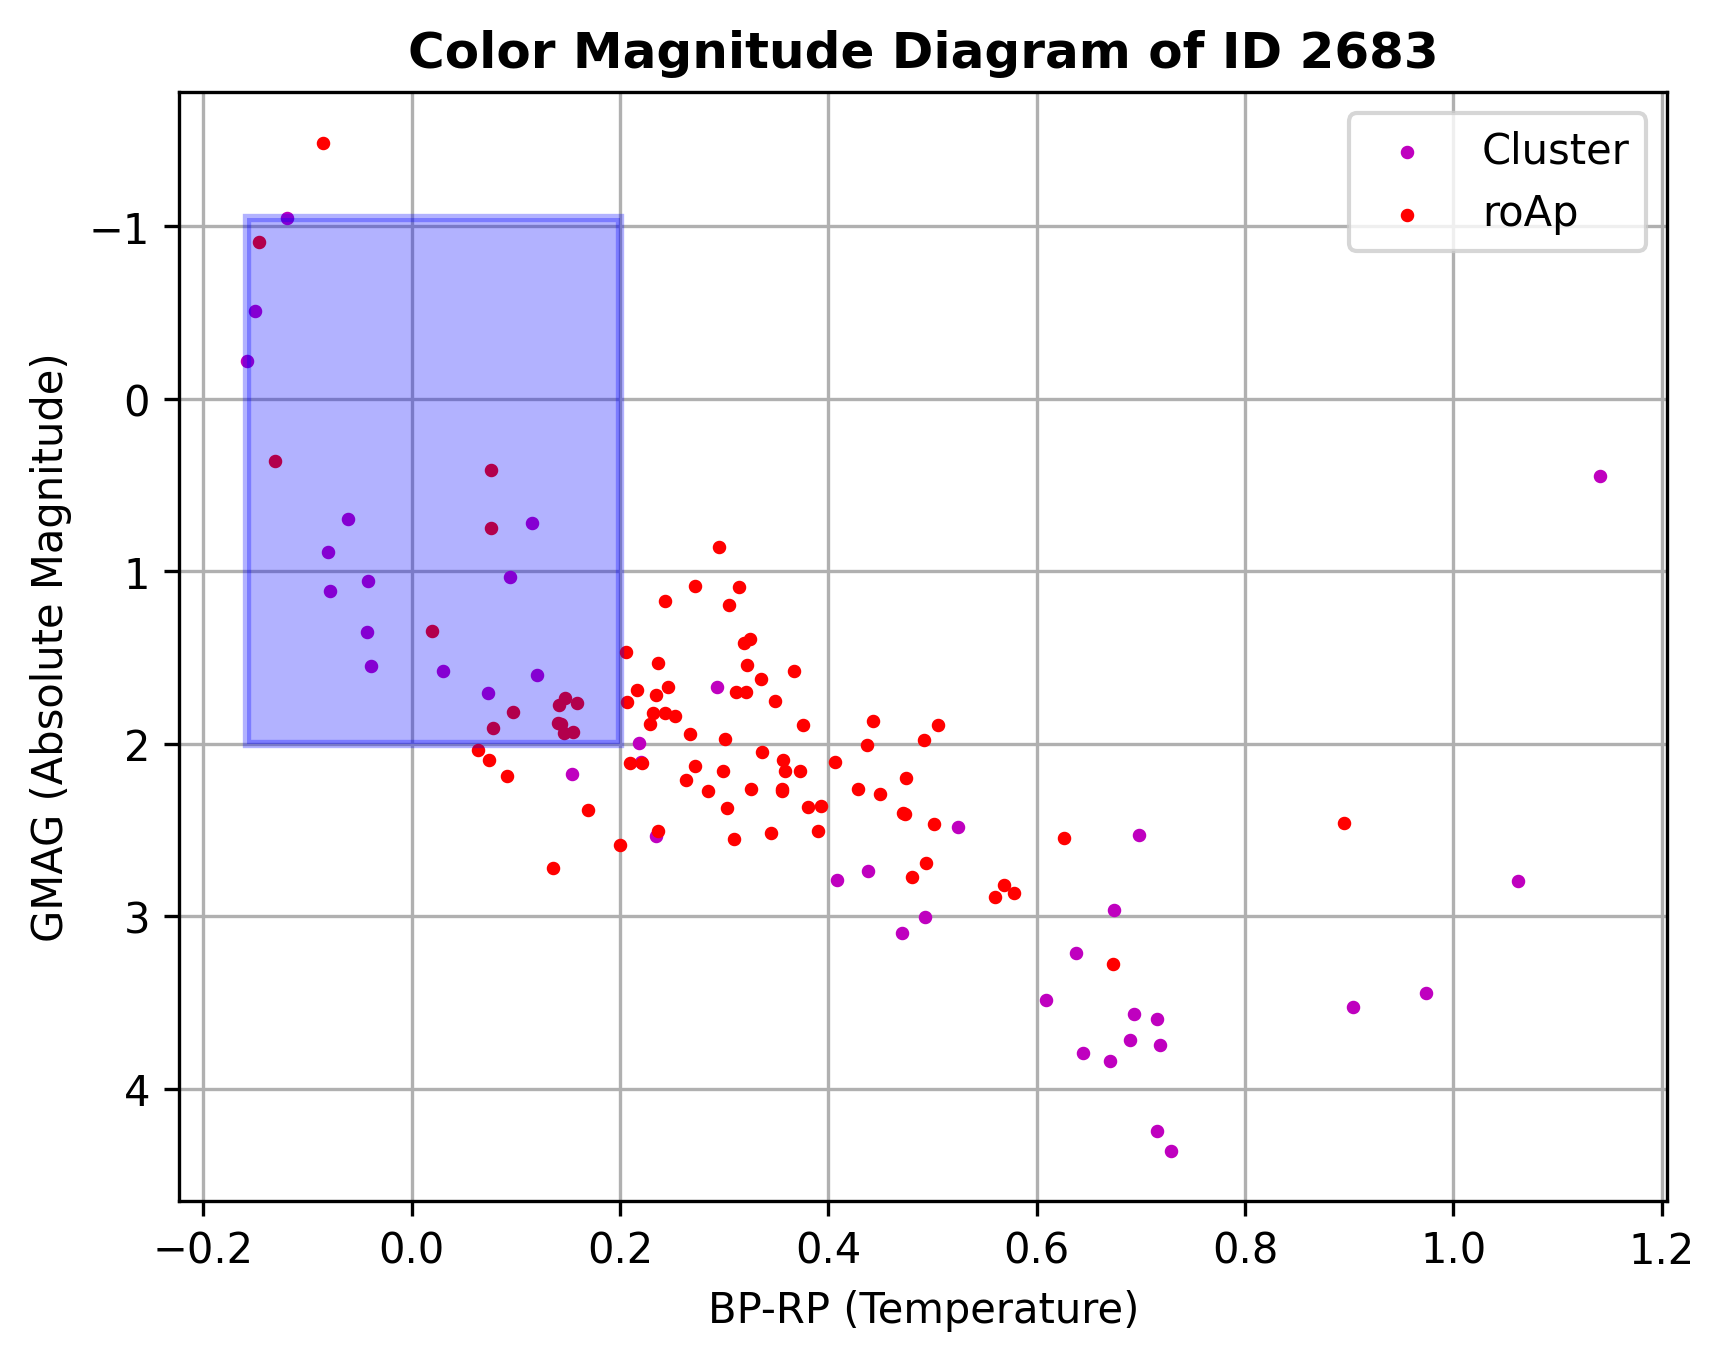 Color Magnitude Diagram of ID 2683
Cluster
roAp
GMAG (Absolute Magnitude)
−1
0
1
2
3
4
−0.2 0.0 0.2 0.4 0.6 0.8 1.0 1.2
BP-RP (Temperature)